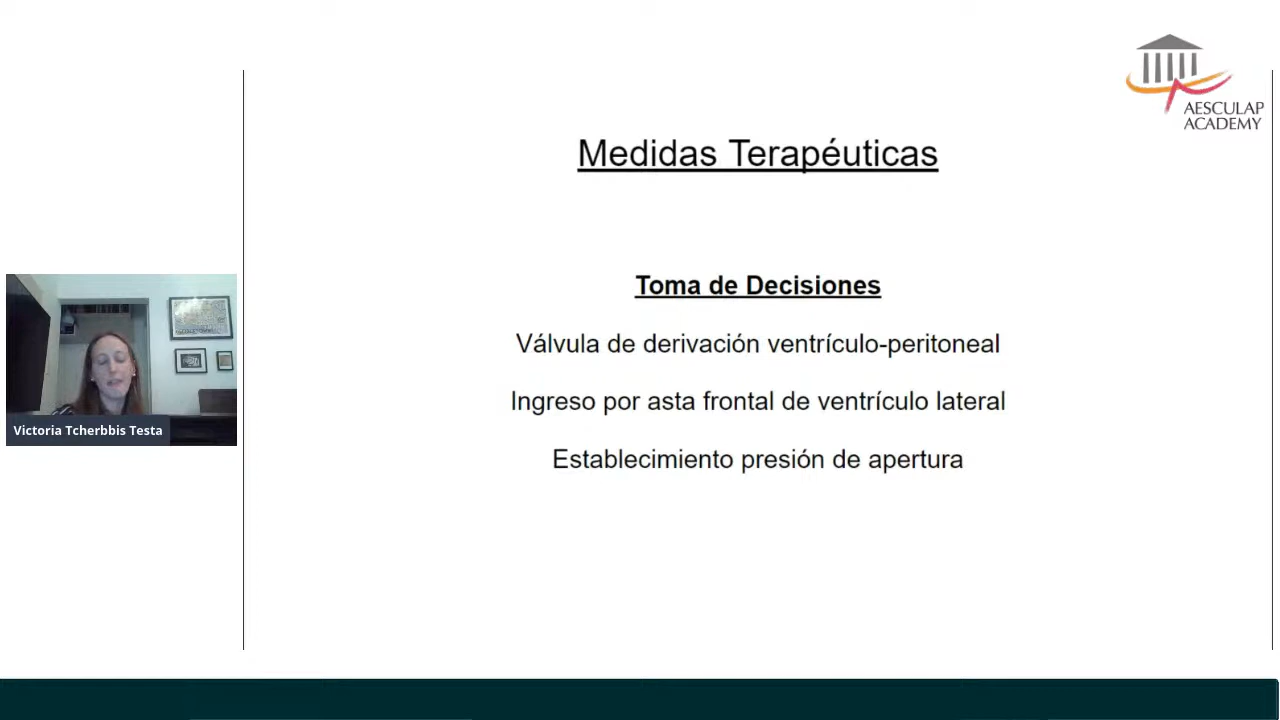 AESCULAP
ACADEMY
Medidas Terapéuticas
Toma de Decisiones
Válvula de derivación ventrículo-peritoneal
Ingreso por asta frontal de ventrículo lateral
Establecimiento presión de apertura
Victoria Tcherbbis Testa